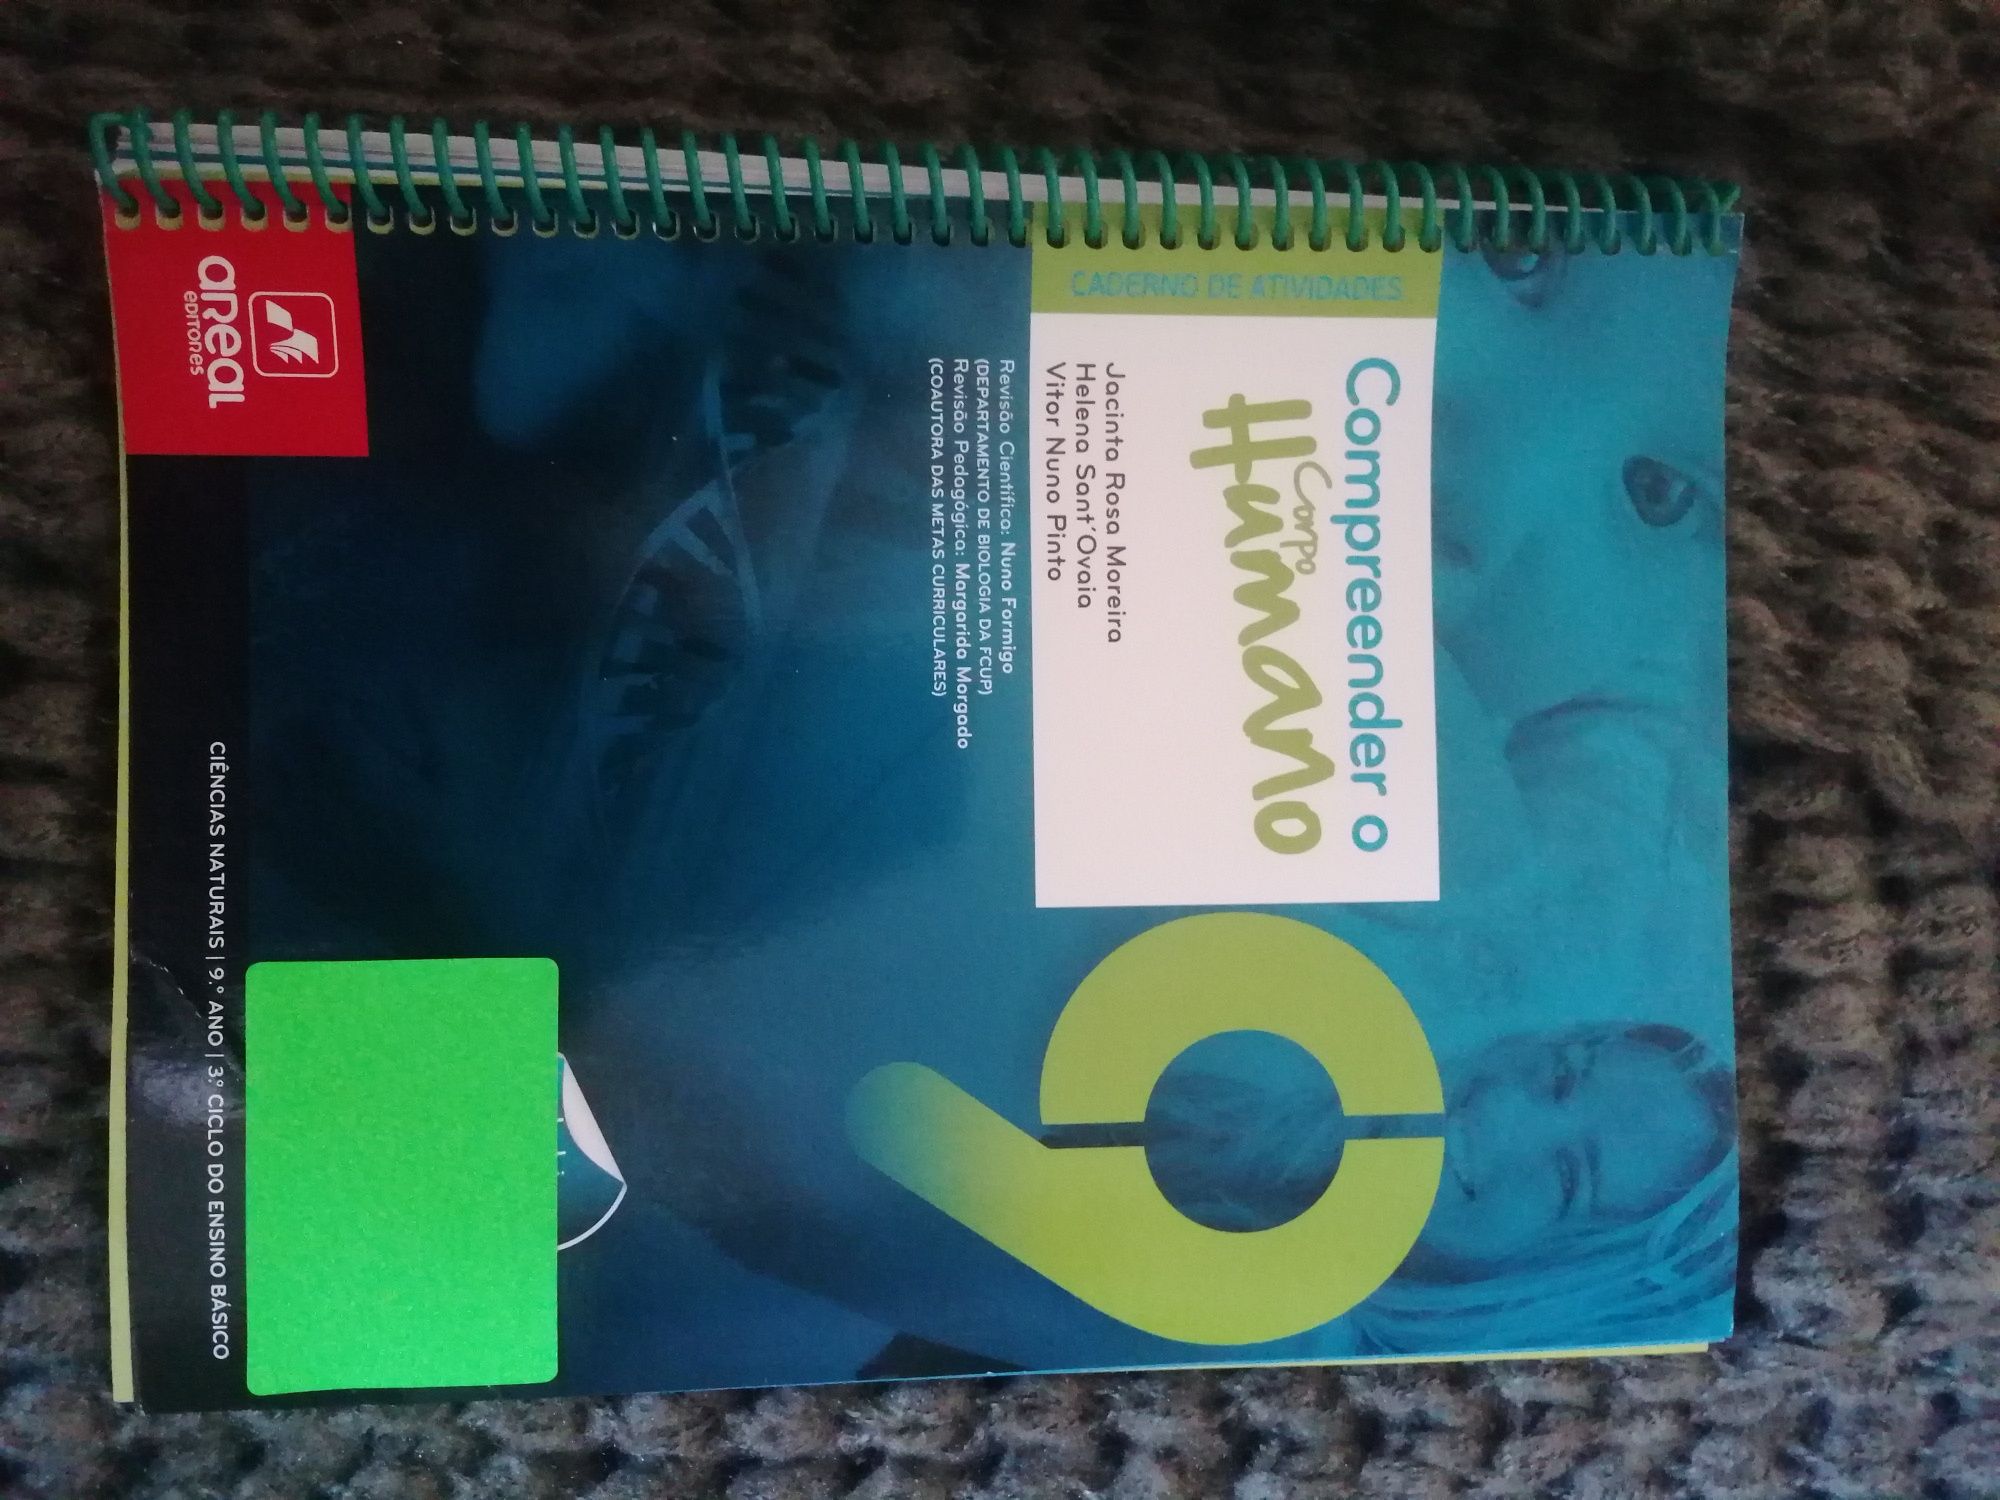 CADERNO DE ATIVIDADES
Compreender o
Corpo
Humano
9
Jacinta Rosa Moreira
Helena Sant'Ovaia
Vitor Nuno Pinto
Revisão Científica: Nuno Formigo
(DEPARTAMENTO DE BIOLOGIA DA FCUP)
Revisão Pedagógica: Margarida Morgado
(COAUTORA DAS METAS CURRICULARES)
areal
EDITORES
CIÊNCIAS NATURAIS | 9.º ANO | 3.º CICLO DO ENSINO BÁSICO